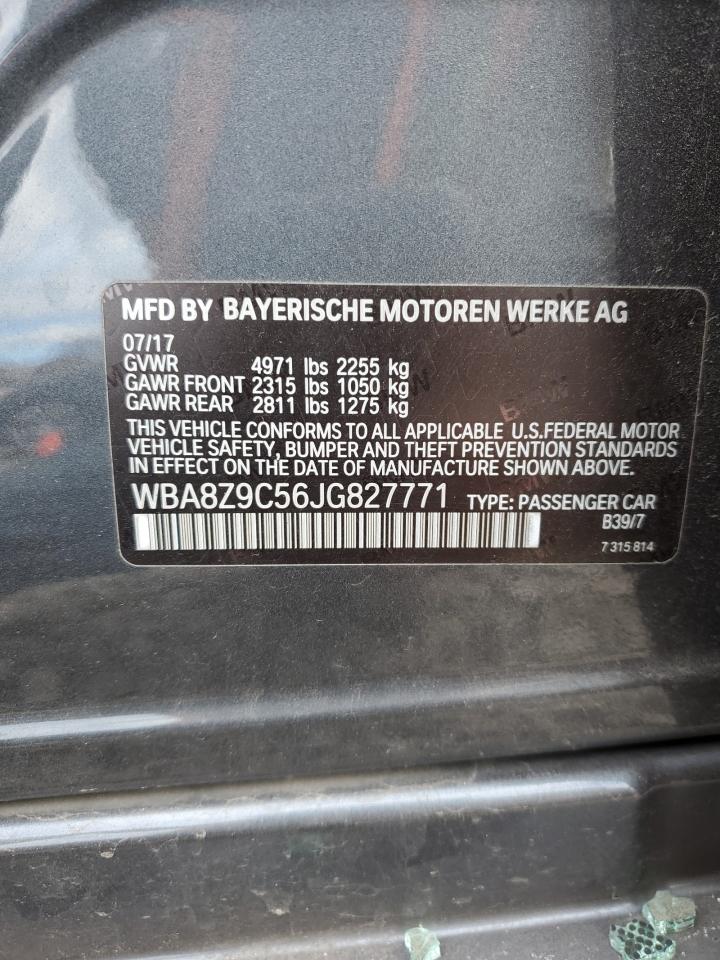 MFD BY BAYERISCHE MOTOREN WERKE AG
07/17
GVWR 4971 lbs 2255 kg
GAWR FRONT 2315 lbs 1050 kg
GAWR REAR 2811 lbs 1275 kg
THIS VEHICLE CONFORMS TO ALL APPLICABLE U.S.FEDERAL MOTOR
VEHICLE SAFETY, BUMPER AND THEFT PREVENTION STANDARDS
IN EFFECT ON THE DATE OF MANUFACTURE SHOWN ABOVE.
WBA8Z9C56JG827771 TYPE: PASSENGER CAR
B39/7
7 315 814